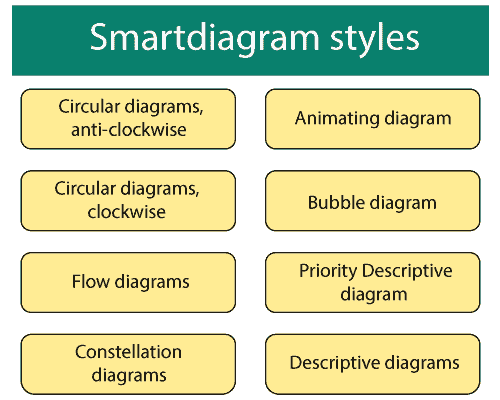 Smartdiagram styles
Circular diagrams,
anti-clockwise
Animating diagram
Circular diagrams,
clockwise
Bubble diagram
Flow diagrams
Priority Descriptive
diagram
Constellation
diagrams
Descriptive diagrams